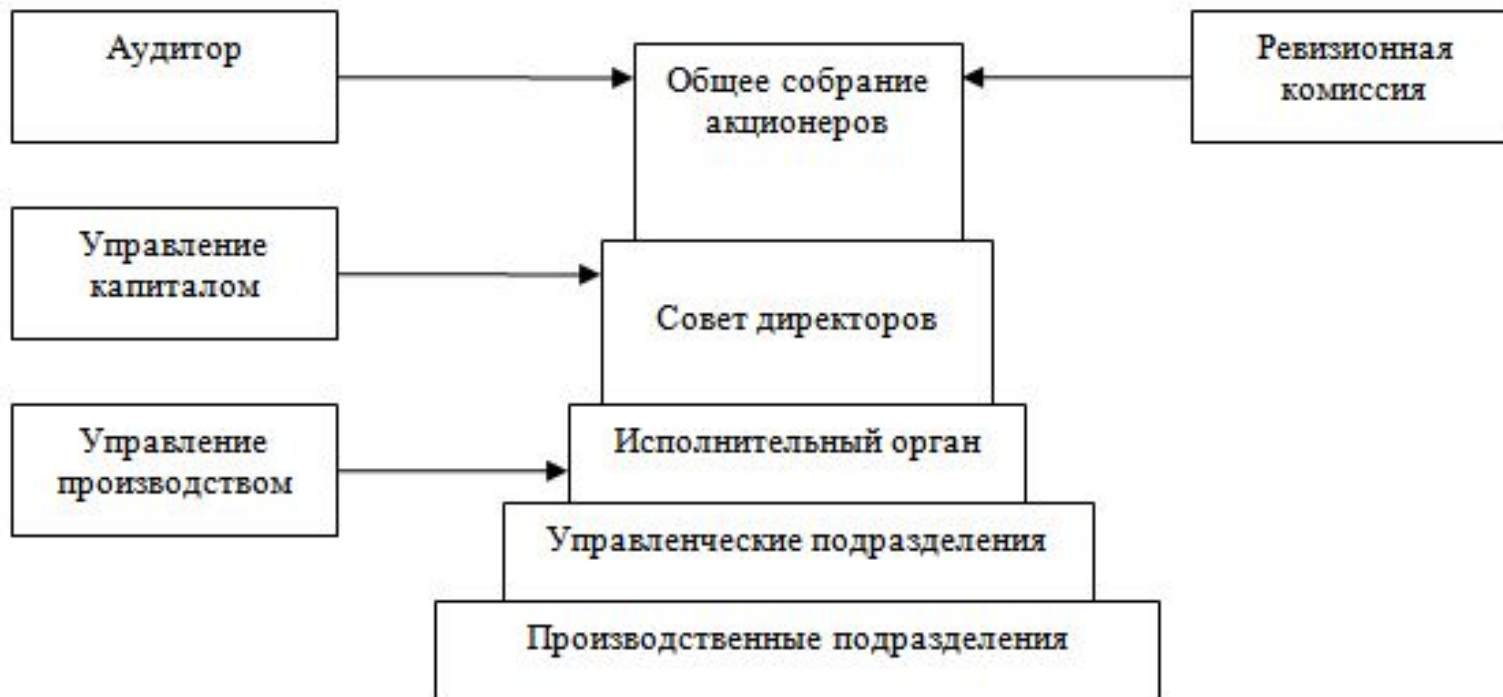 Аудитор
Общее собрание
акционеров
Ревизионная
комиссия
Управление
капиталом
Совет директоров
Управление
производством
Исполнительный орган
Управленческие подразделения
Производственные подразделения